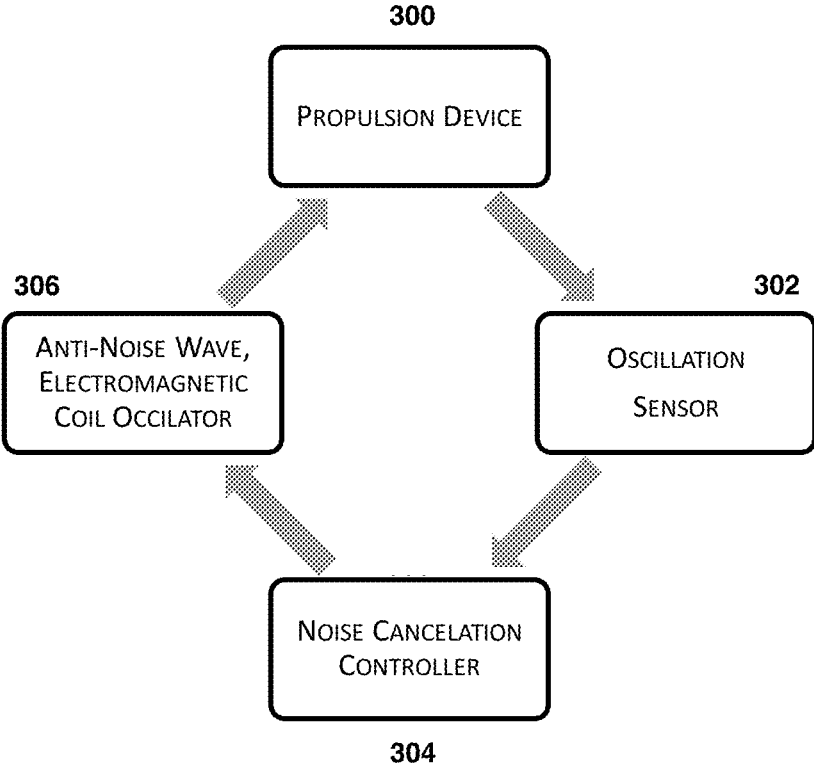 300
Propulsion Device
306
302
Anti-Noise Wave,
Electromagnetic
Coil Occilator
Oscillation
Sensor
Noise Cancelation
Controller
304